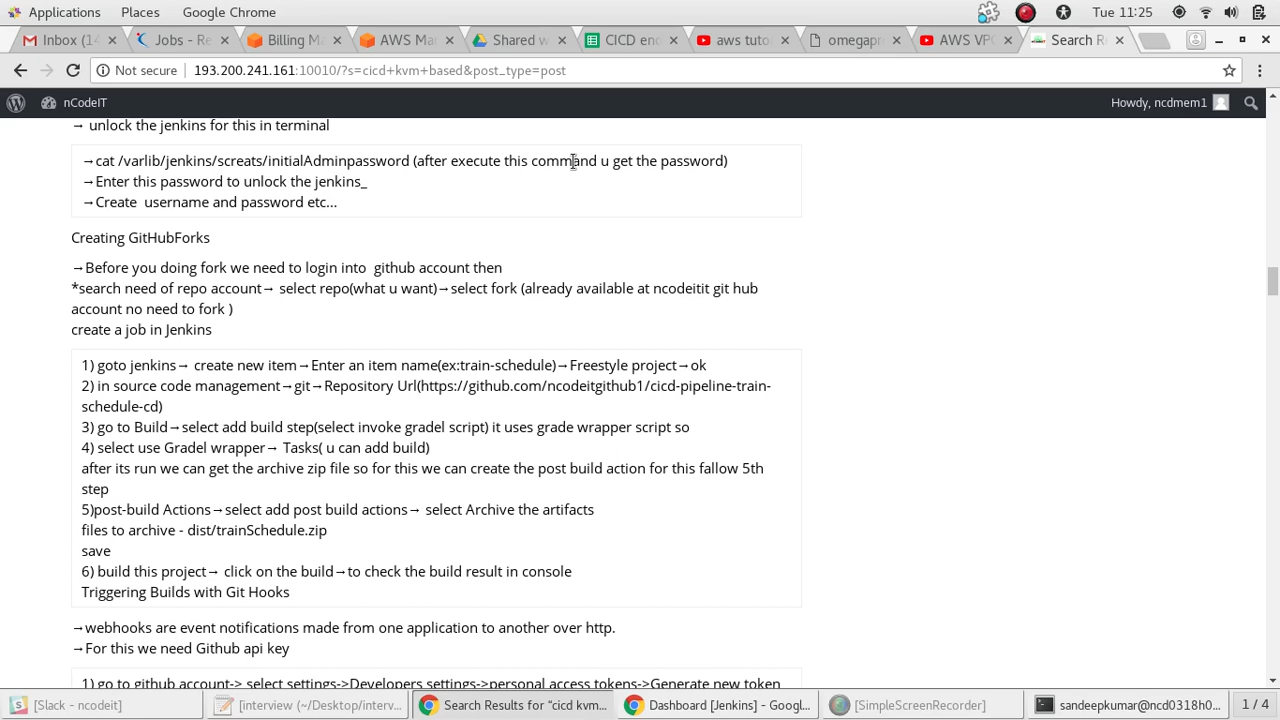 Applications Places Google Chrome Tue 11:25
Inbox (14 Jobs - Re Billing M AWS Ma Shared w CICD en aws tuto omegap AWS VPC Search R
Not secure 193.200.241.161:10010/?s=cicd+kvm+based&post_type=post
nCodeIT Howdy, ncdmem1
→ unlock the jenkins for this in terminal
→cat /varlib/jenkins/screats/initialAdminpassword (after execute this command u get the password)
→Enter this password to unlock the jenkins_
→Create username and password etc...
Creating GitHubForks
→Before you doing fork we need to login into github account then
*search need of repo account→ select repo(what u want)→select fork (already available at ncodeitit git hub
account no need to fork )
create a job in Jenkins
1) goto jenkins→ create new item→Enter an item name(ex:train-schedule)→Freestyle project→ok
2) in source code management→git→Repository Url(https://github.com/ncodeitgithub1/cicd-pipeline-train-
schedule-cd)
3) go to Build→select add build step(select invoke gradel script) it uses grade wrapper script so
4) select use Gradel wrapper→ Tasks( u can add build)
after its run we can get the archive zip file so for this we can create the post build action for this fallow 5th
step
5)post-build Actions→select add post build actions→ select Archive the artifacts
files to archive - dist/trainSchedule.zip
save
6) build this project→ click on the build→to check the build result in console
Triggering Builds with Git Hooks
→webhooks are event notifications made from one application to another over http.
→For this we need Github api key
1) go to github account-> select settings->Developers settings->personal access tokens->Generate new token
[Slack - ncodeit] [interview (~/Desktop/interv... Search Results for "cicd kvm... Dashboard [Jenkins] - Googl... [SimpleScreenRecorder] sandeepkumar@ncd0318h0... 1 / 4